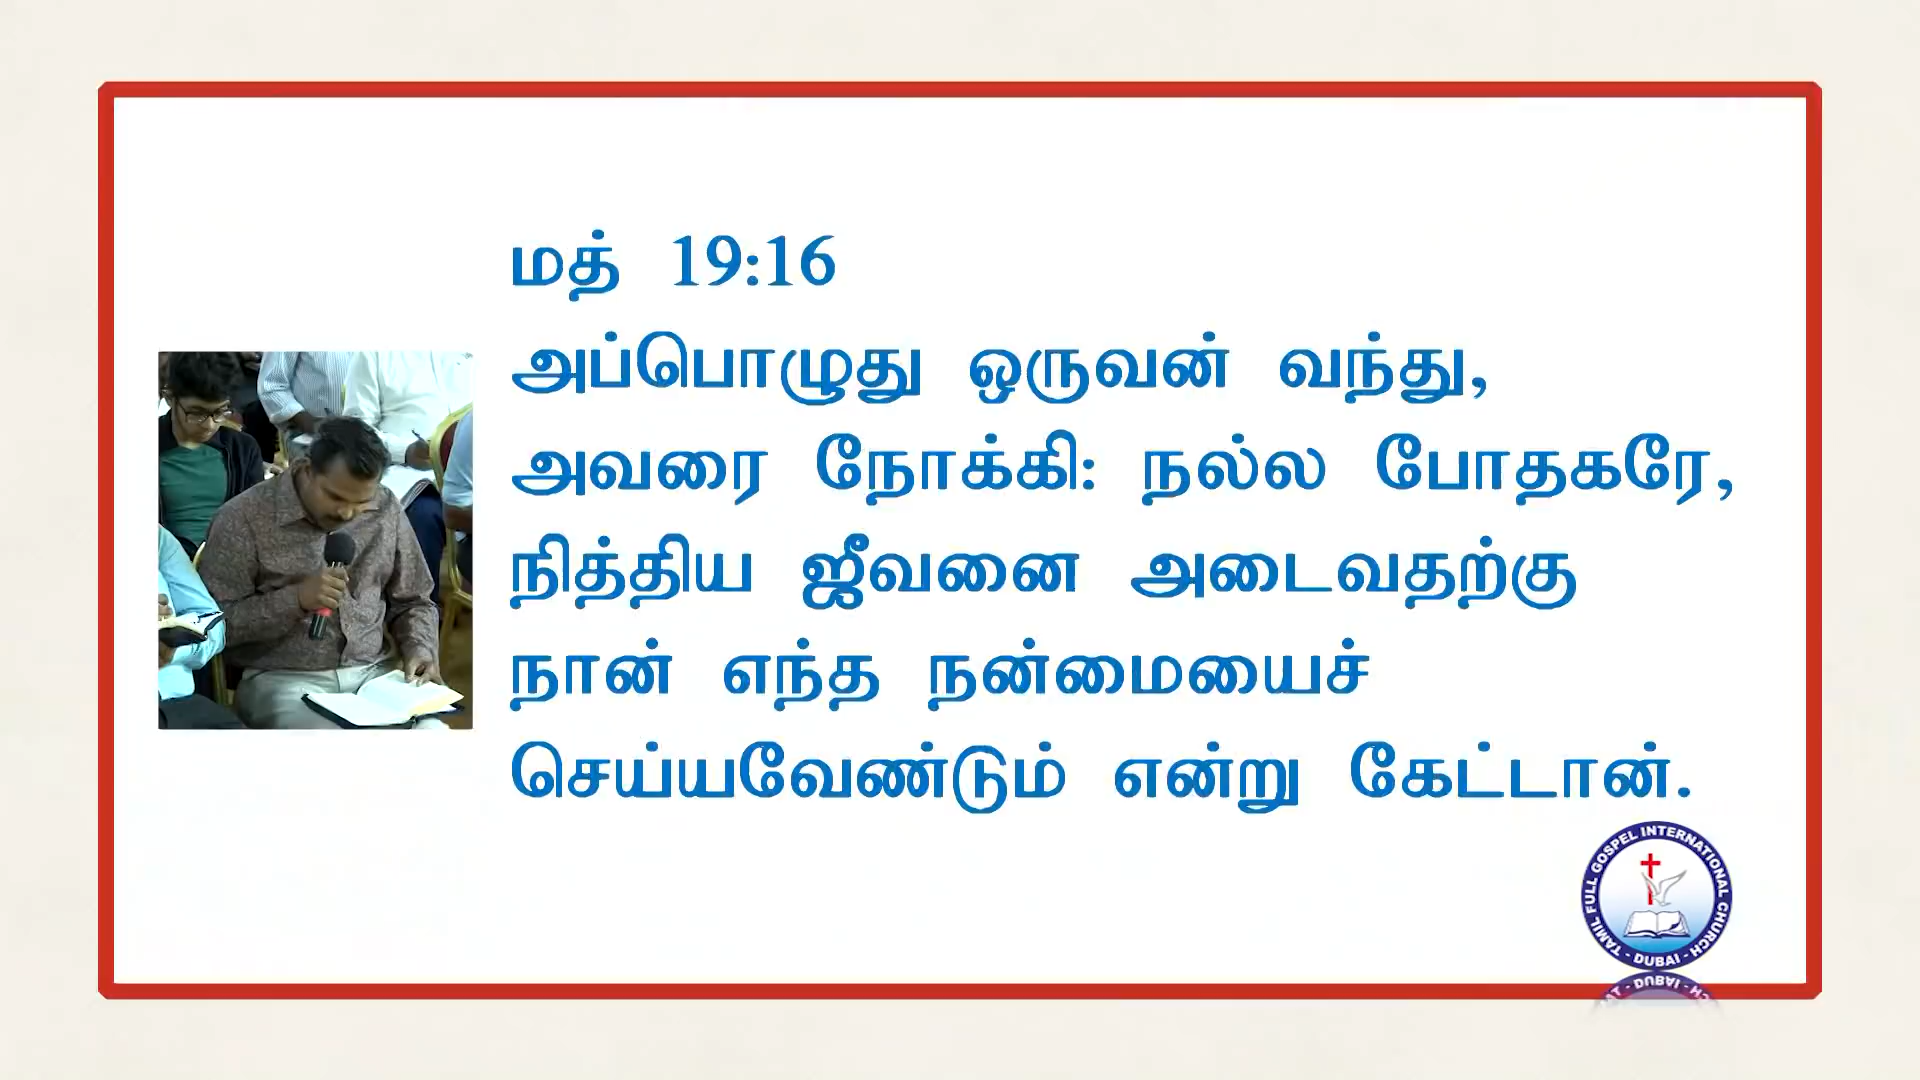 மத் 19:16
அப்பொழுது ஒருவன் வந்து,
அவரை நோக்கி: நல்ல போதகரே,
நித்திய ஜீவனை அடைவதற்கு
நான் எந்த நன்மையைச்
செய்யவேண்டும் என்று கேட்டான்.
TAMIL FULL GOSPEL INTERNATIONAL CHURCH
- DUBAI -